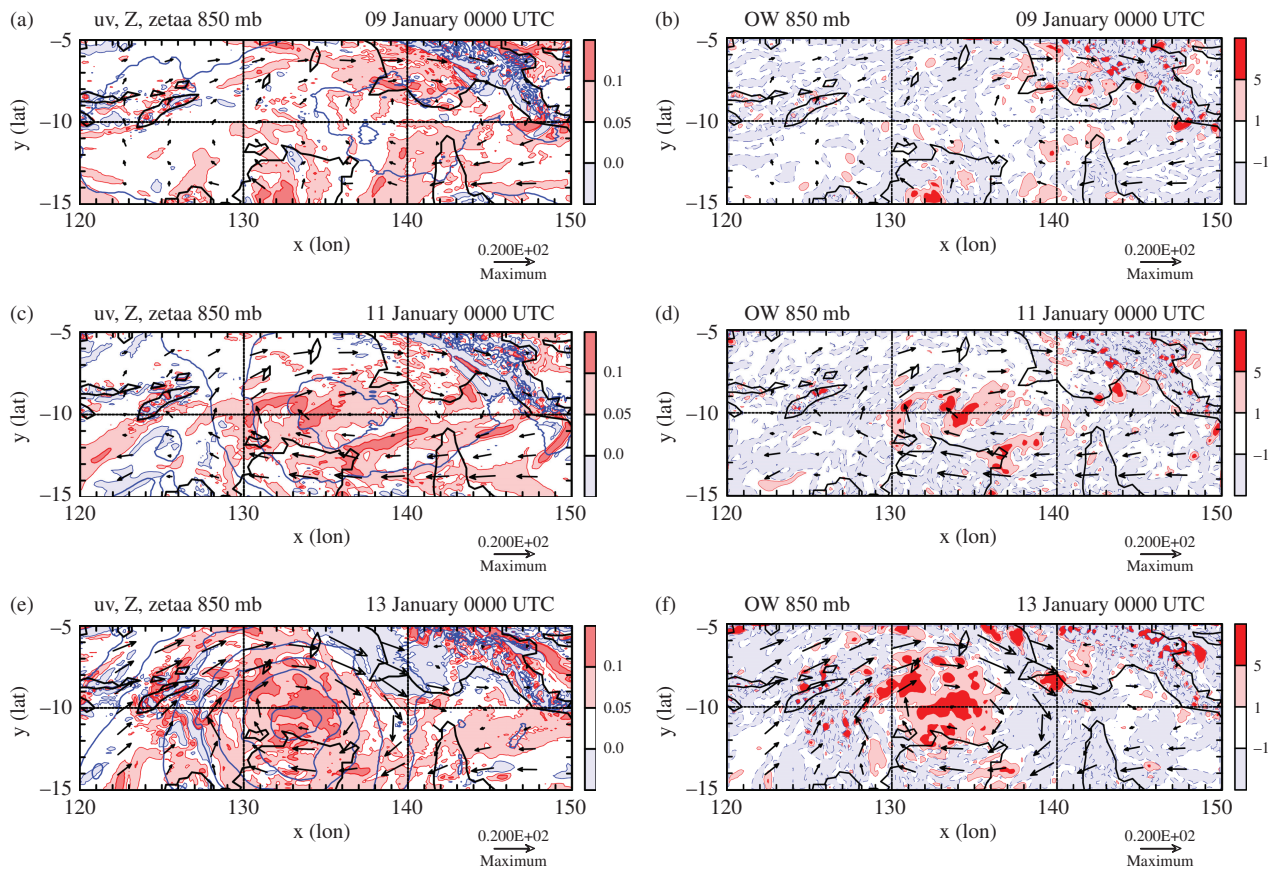 (a) uv, Z, zetaa 850 mb 09 January 0000 UTC
−5
−10
−15
y (lat)
120 130 140 150
x (lon)
0.1
0.05
0.0
0.200E+02
Maximum
(b) OW 850 mb 09 January 0000 UTC
−5
−10
−15
y (lat)
120 130 140 150
x (lon)
5
1
−1
0.200E+02
Maximum
(c) uv, Z, zetaa 850 mb 11 January 0000 UTC
−5
−10
−15
y (lat)
120 130 140 150
x (lon)
0.1
0.05
0.0
0.200E+02
Maximum
(d) OW 850 mb 11 January 0000 UTC
−5
−10
−15
y (lat)
120 130 140 150
x (lon)
5
1
−1
0.200E+02
Maximum
(e) uv, Z, zetaa 850 mb 13 January 0000 UTC
−5
−10
−15
y (lat)
120 130 140 150
x (lon)
0.1
0.05
0.0
0.200E+02
Maximum
(f) OW 850 mb 13 January 0000 UTC
−5
−10
−15
y (lat)
120 130 140 150
x (lon)
5
1
−1
0.200E+02
Maximum